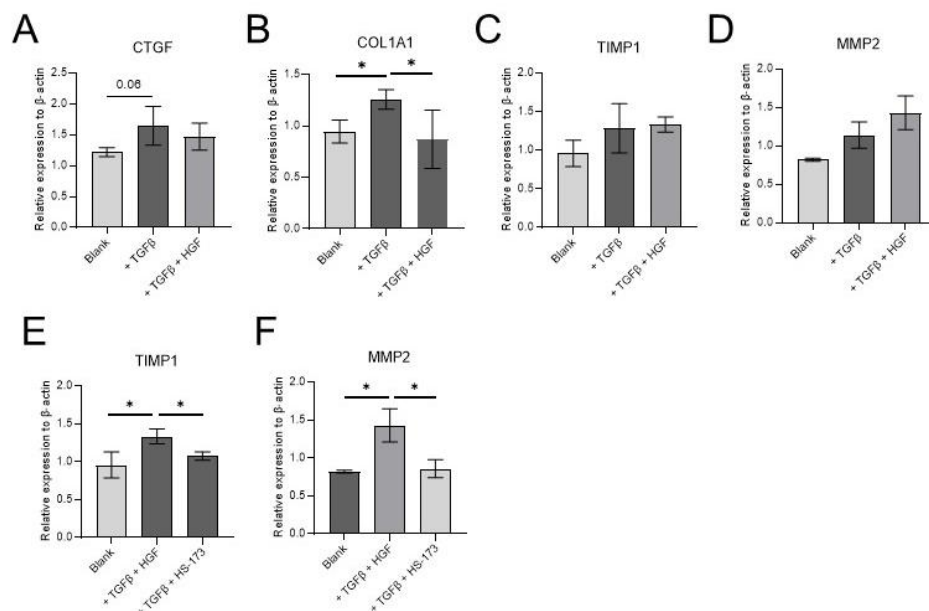 A
CTGF
Relative expression to β-actin
2.5
2.0
1.5
1.0
0.5
0.0
0.06
Blank
+ TGFβ
+ TGFβ + HGF
B
COL1A1
Relative expression to β-actin
1.5
1.0
0.5
0.0
*
*
Blank
+ TGFβ
+ TGFβ + HGF
C
TIMP1
Relative expression to β-actin
2.0
1.5
1.0
0.5
0.0
Blank
+ TGFβ
+ TGFβ + HGF
D
MMP2
Relative expression to β-actin
2.0
1.5
1.0
0.5
0.0
Blank
+ TGFβ
+ TGFβ + HGF
E
TIMP1
Relative expression to β-actin
2.0
1.5
1.0
0.5
0.0
*
*
Blank
+ TGFβ + HGF
+ TGFβ + HS-173
F
MMP2
Relative expression to β-actin
2.0
1.5
1.0
0.5
0.0
*
*
Blank
+ TGFβ + HGF
+ TGFβ + HS-173